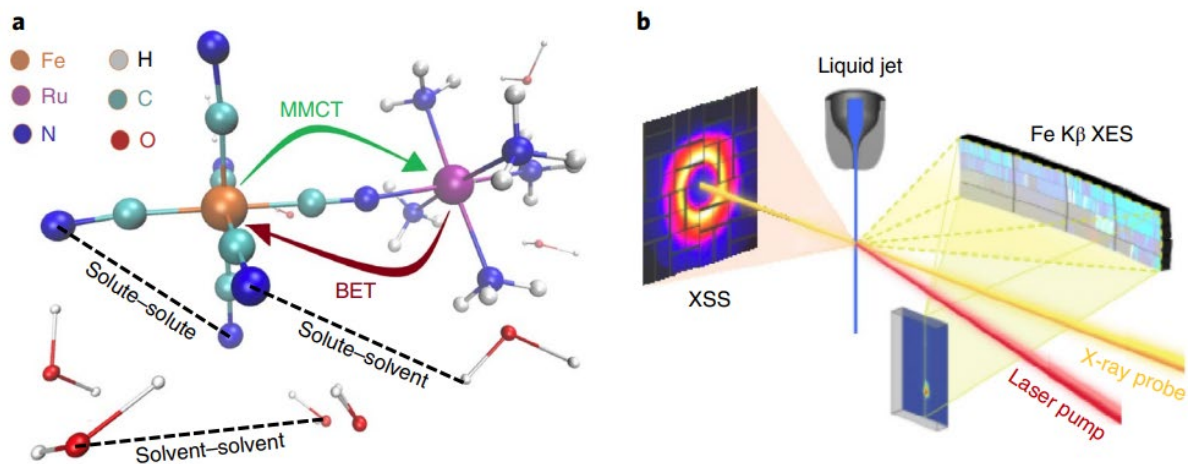 a
Fe
H
Ru
C
N
O
MMCT
BET
Solute–solute
Solute–solvent
Solvent–solvent
b
Liquid jet
Fe Kβ XES
XSS
X-ray probe
Laser pump